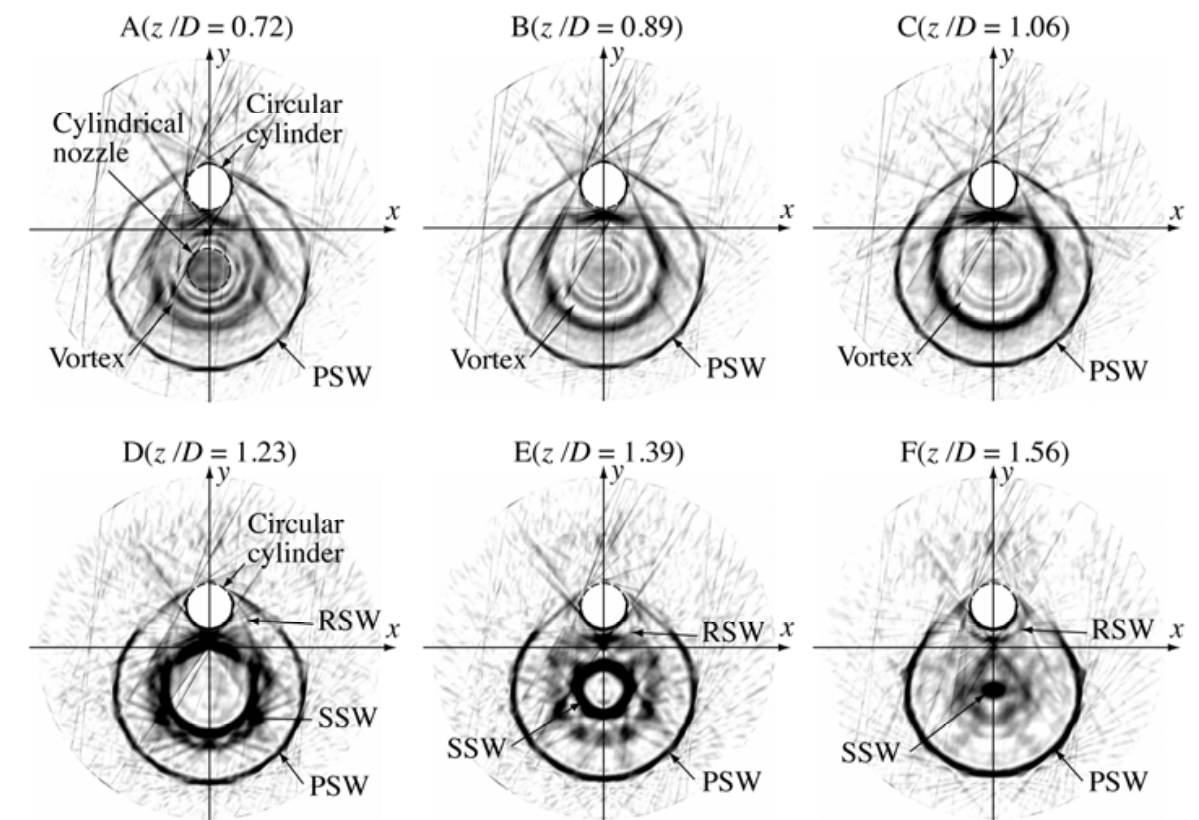 A(z /D = 0.72)
y
Circular
cylinder
Cylindrical
nozzle
x
Vortex
PSW
B(z /D = 0.89)
y
x
Vortex
PSW
C(z /D = 1.06)
y
x
Vortex
PSW
D(z /D = 1.23)
y
Circular
cylinder
RSW
x
SSW
PSW
E(z /D = 1.39)
y
RSW
x
SSW
PSW
F(z /D = 1.56)
y
RSW
x
SSW
PSW